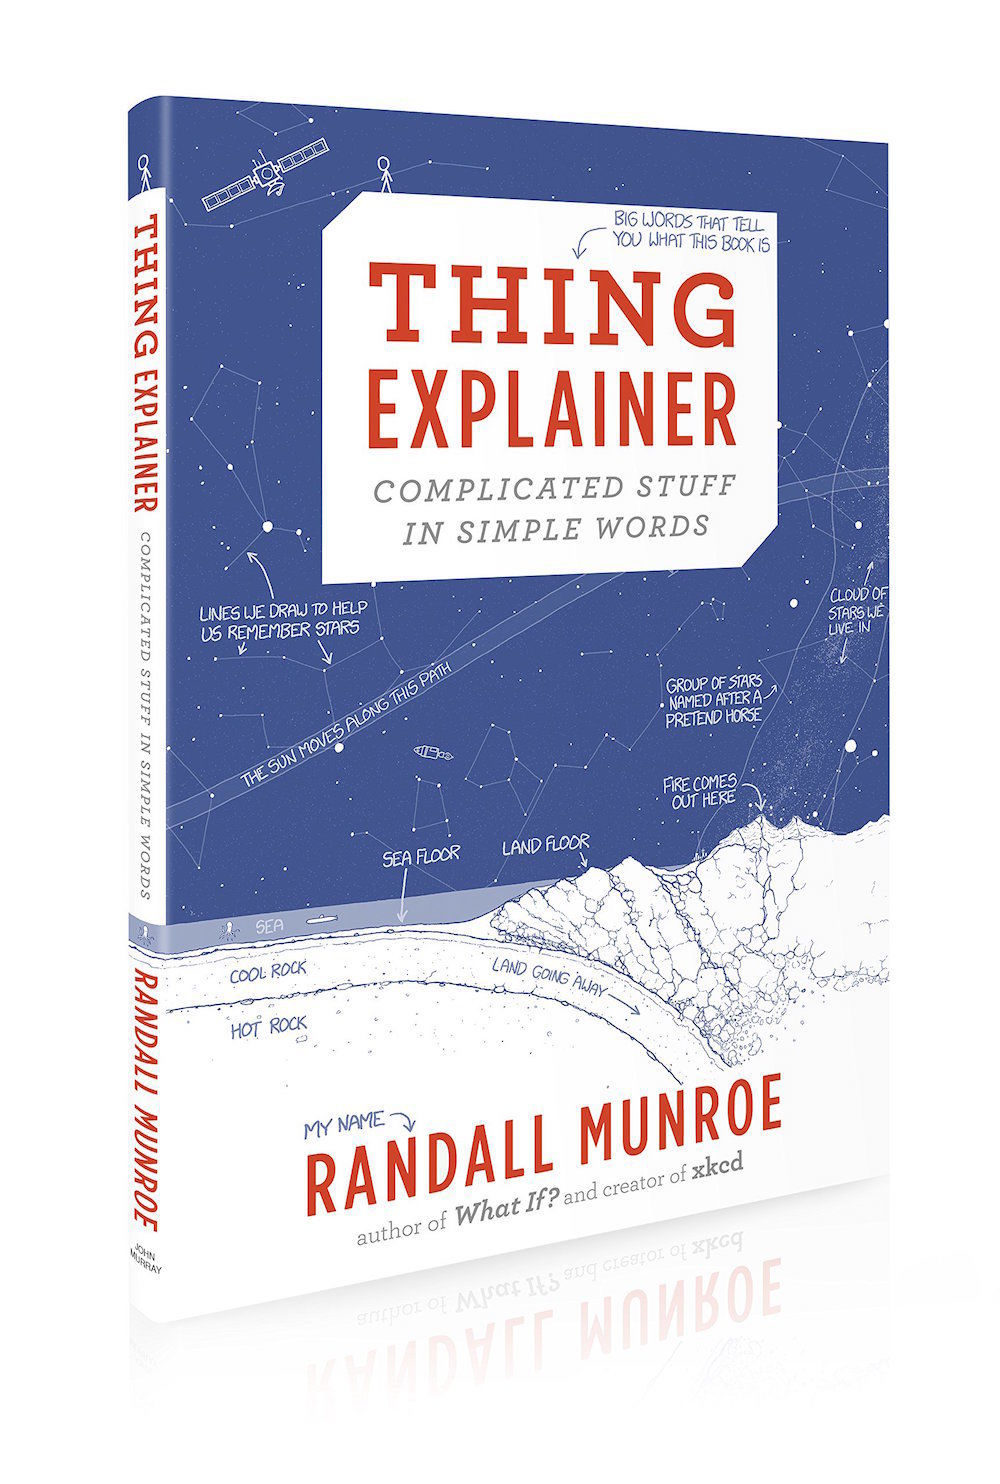 BIG WORDS THAT TELL
YOU WHAT THIS BOOK IS
THING
EXPLAINER
COMPLICATED STUFF
IN SIMPLE WORDS
LINES WE DRAW TO HELP
US REMEMBER STARS
CLOUD OF
STARS WE
LIVE IN
THE SUN MOVES ALONG THIS PATH
GROUP OF STARS
NAMED AFTER A
PRETEND HORSE
FIRE COMES
OUT HERE
SEA FLOOR
LAND FLOOR
SEA
COOL ROCK
LAND GOING AWAY
HOT ROCK
MY NAME
RANDALL MUNROE
author of What If? and creator of xkcd
THING EXPLAINER COMPLICATED STUFF IN SIMPLE WORDS
RANDALL MUNROE
JOHN
MURRAY